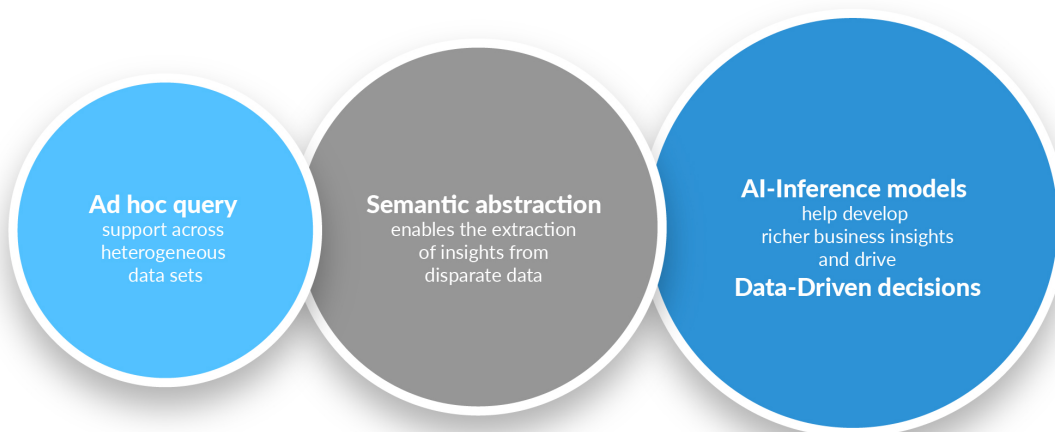 Ad hoc query
support across
heterogeneous
data sets
Semantic abstraction
enables the extraction
of insights from
disparate data
AI-Inference models
help develop
richer business insights
and drive
Data-Driven decisions